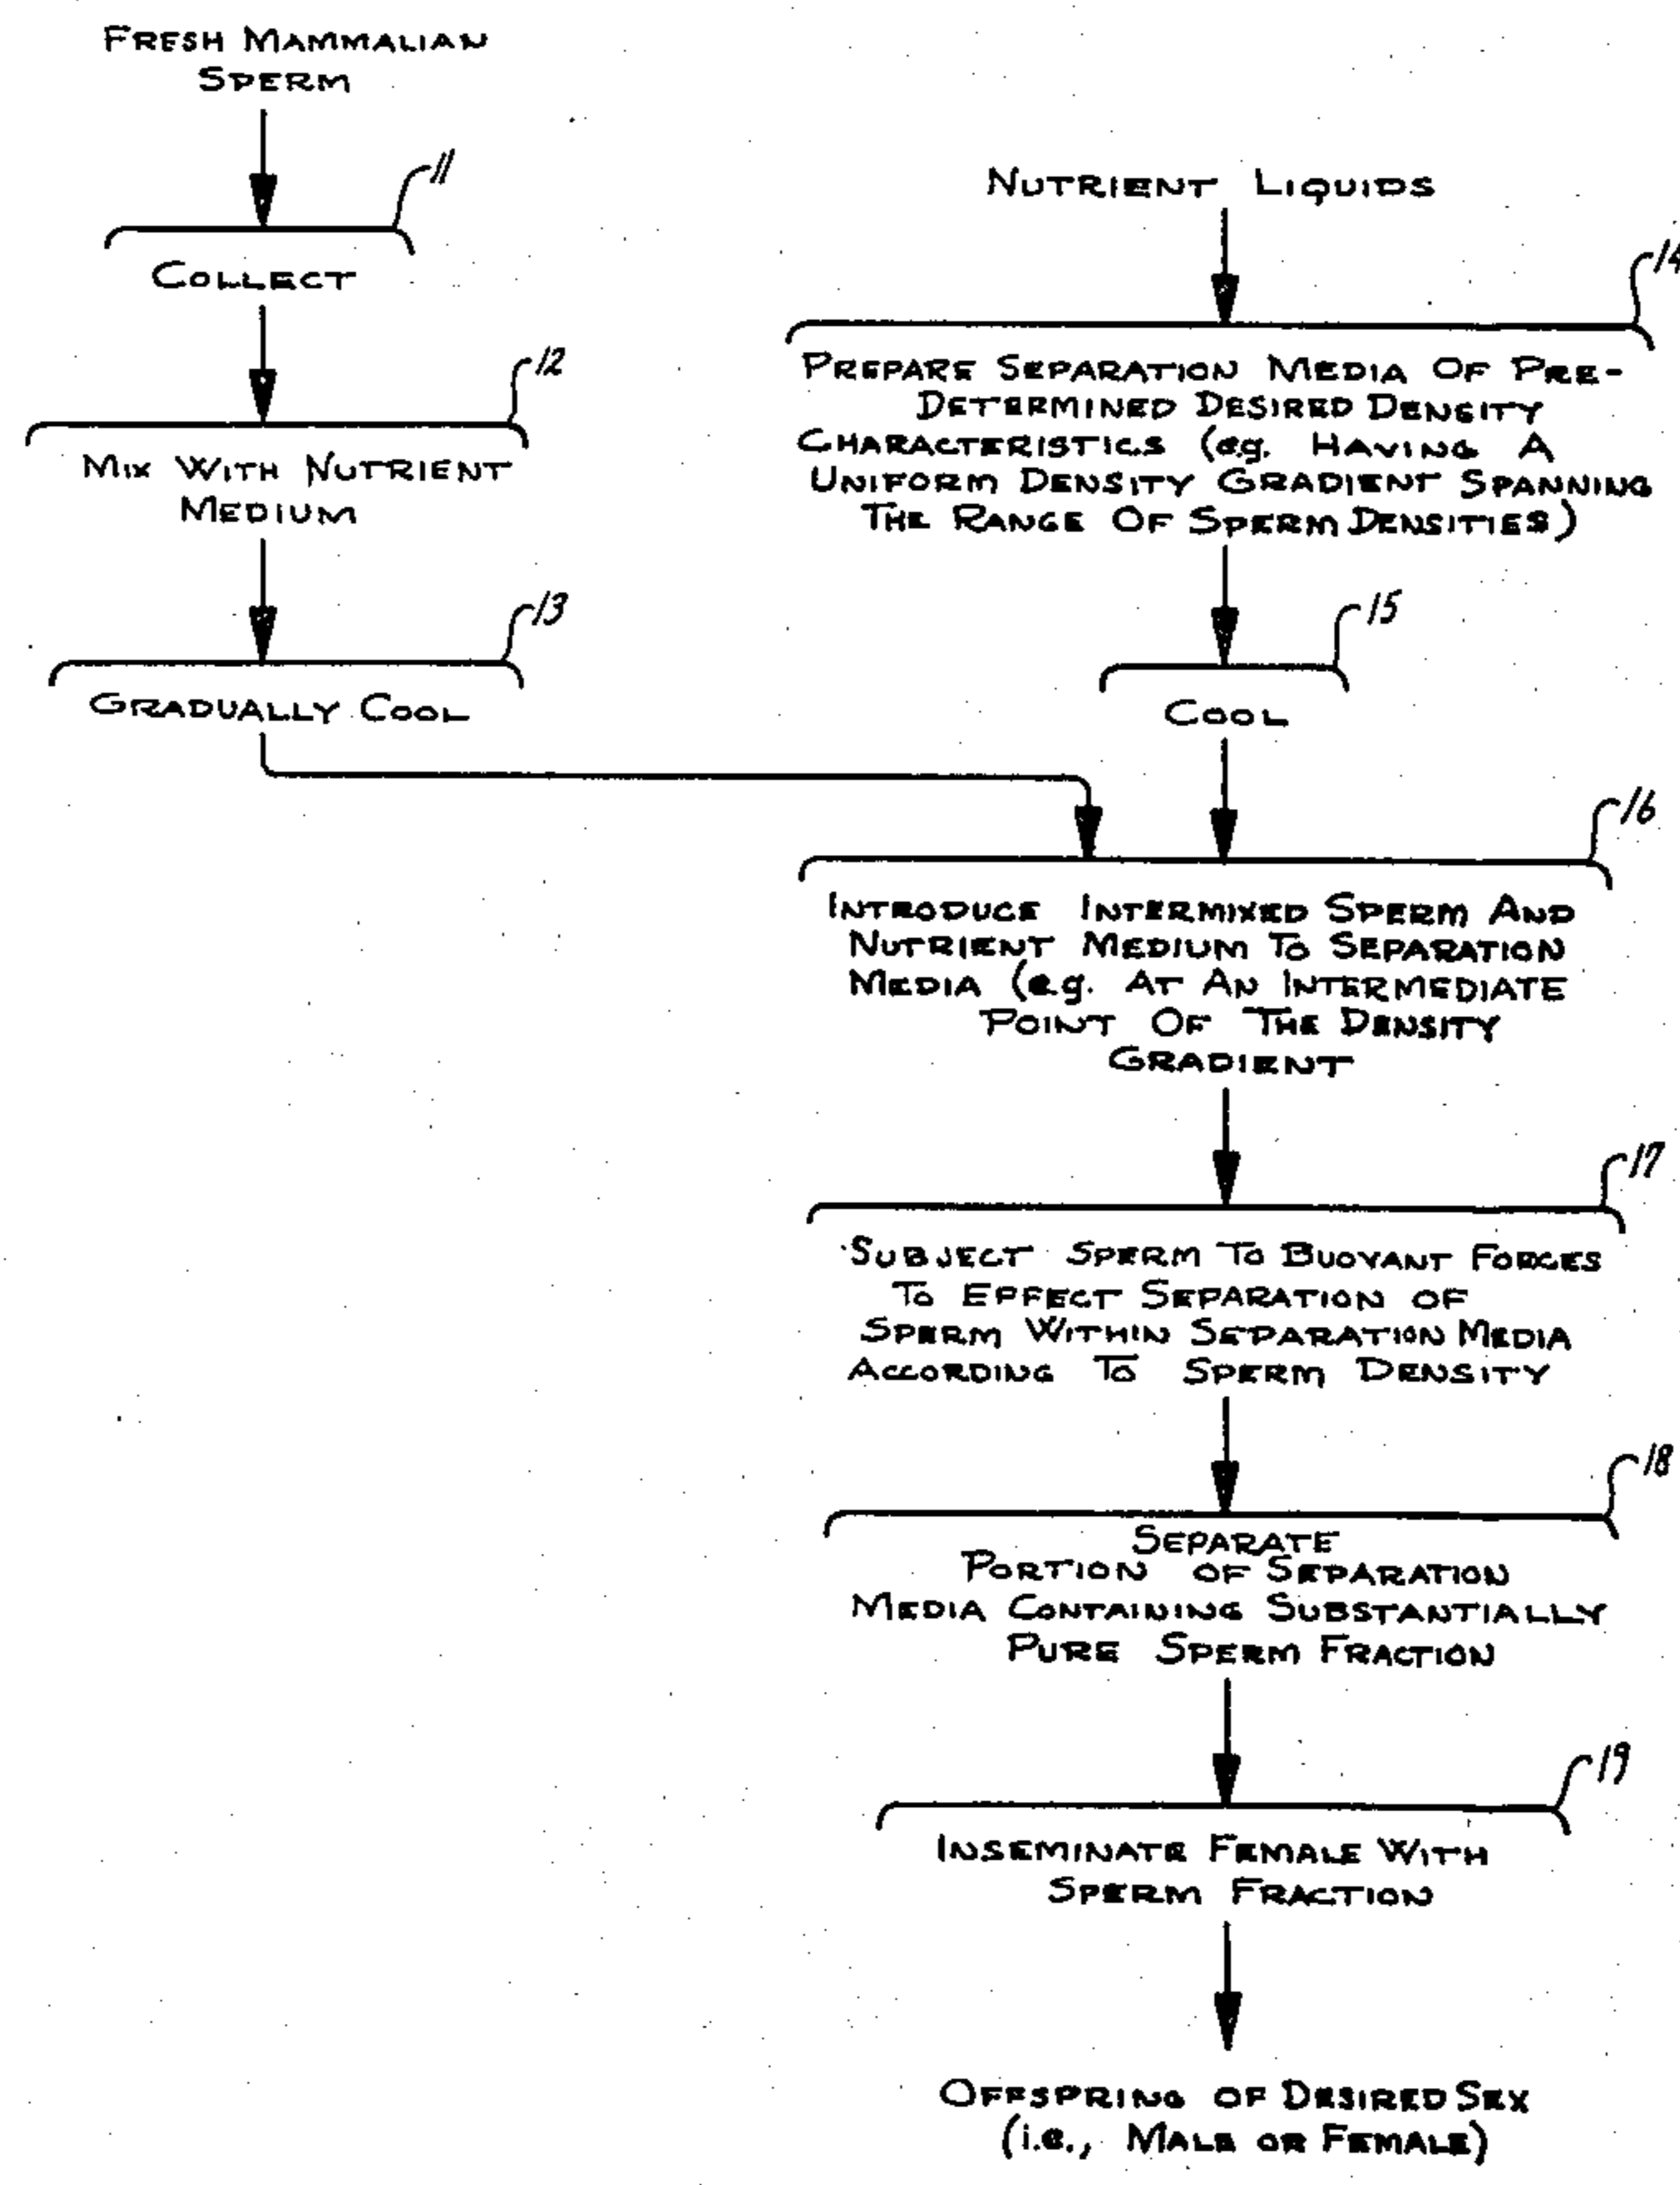 FRESH MAMMALIAN
SPERM
11
COLLECT
12
MIX WITH NUTRIENT
MEDIUM
13
GRADUALLY COOL
NUTRIENT LIQUIDS
14
PREPARE SEPARATION MEDIA OF PRE-
DETERMINED DESIRED DENSITY
CHARACTERISTICS (e.g. HAVING A
UNIFORM DENSITY GRADIENT SPANNING
THE RANGE OF SPERM DENSITIES)
15
COOL
16
INTRODUCE INTERMIXED SPERM AND
NUTRIENT MEDIUM TO SEPARATION
MEDIA (e.g. AT AN INTERMEDIATE
POINT OF THE DENSITY
GRADIENT
17
SUBJECT SPERM TO BUOYANT FORCES
TO EFFECT SEPARATION OF
SPERM WITHIN SEPARATION MEDIA
ACCORDING TO SPERM DENSITY
18
SEPARATE
PORTION OF SEPARATION
MEDIA CONTAINING SUBSTANTIALLY
PURE SPERM FRACTION
19
INSEMINATE FEMALE WITH
SPERM FRACTION
OFFSPRING OF DESIRED SEX
(i.e., MALE OR FEMALE)